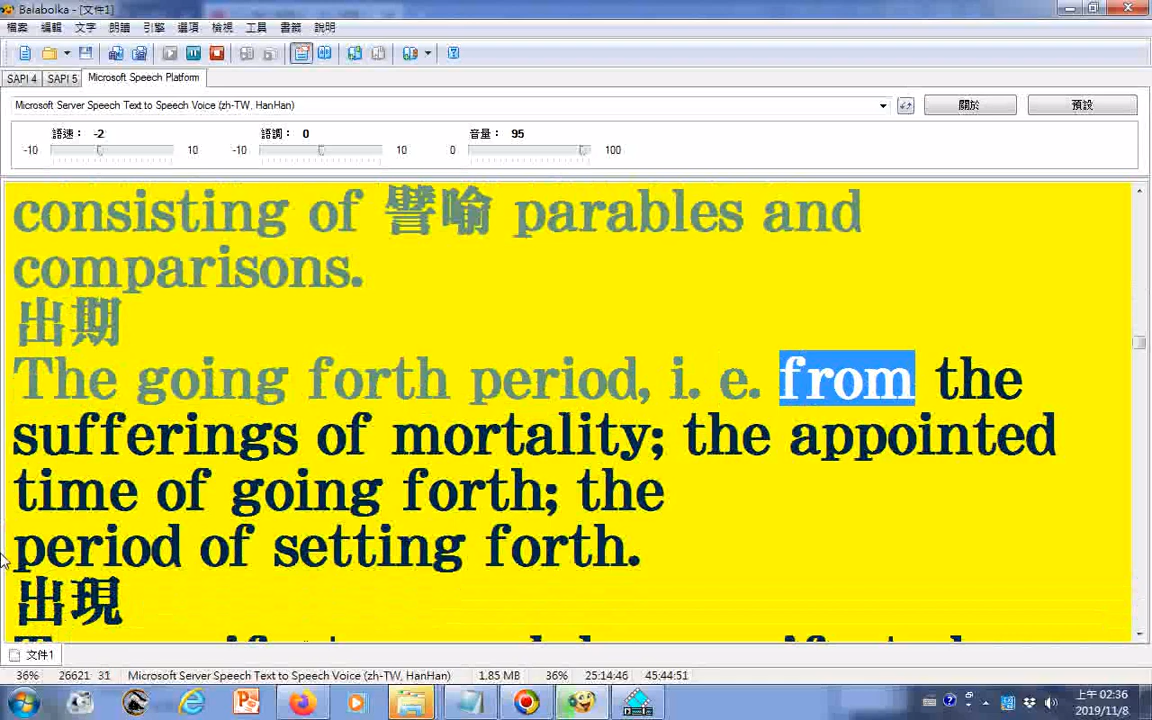 Balabolka - [文件1]
檔案 編輯 文字 朗讀 引擎 選項 檢視 工具 書籤 說明
SAPI 4 SAPI 5 Microsoft Speech Platform
Microsoft Server Speech Text to Speech Voice (zh-TW, HanHan) 關於 預設
語速： -2 語調： 0 音量： 95
-10 10 -10 10 0 100
consisting of 譬喻 parables and
comparisons.
出期
The going forth period, i. e. from the
sufferings of mortality; the appointed
time of going forth; the
period of setting forth.
出現
文件1
36% 26621: 31 Microsoft Server Speech Text to Speech Voice (zh-TW, HanHan) 1.85 MB 36% 25:14:46 45:44:51
上午 02:36
2019/11/8